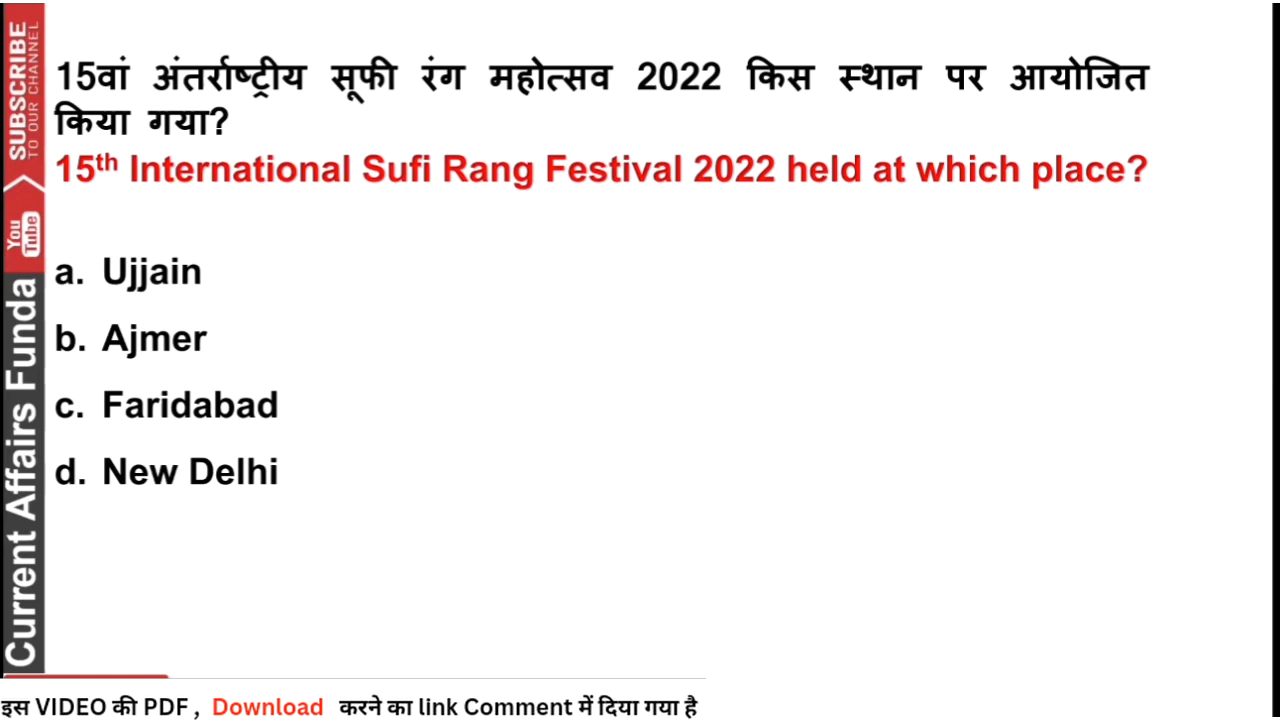 15वां अंतर्राष्ट्रीय सूफी रंग महोत्सव 2022 किस स्थान पर आयोजित
किया गया?
15th International Sufi Rang Festival 2022 held at which place?
a. Ujjain
b. Ajmer
c. Faridabad
d. New Delhi
SUBSCRIBE
TO OUR CHANNEL
You
Tube
Current Affairs Funda
इस VIDEO की PDF , Download करने का link Comment में दिया गया है